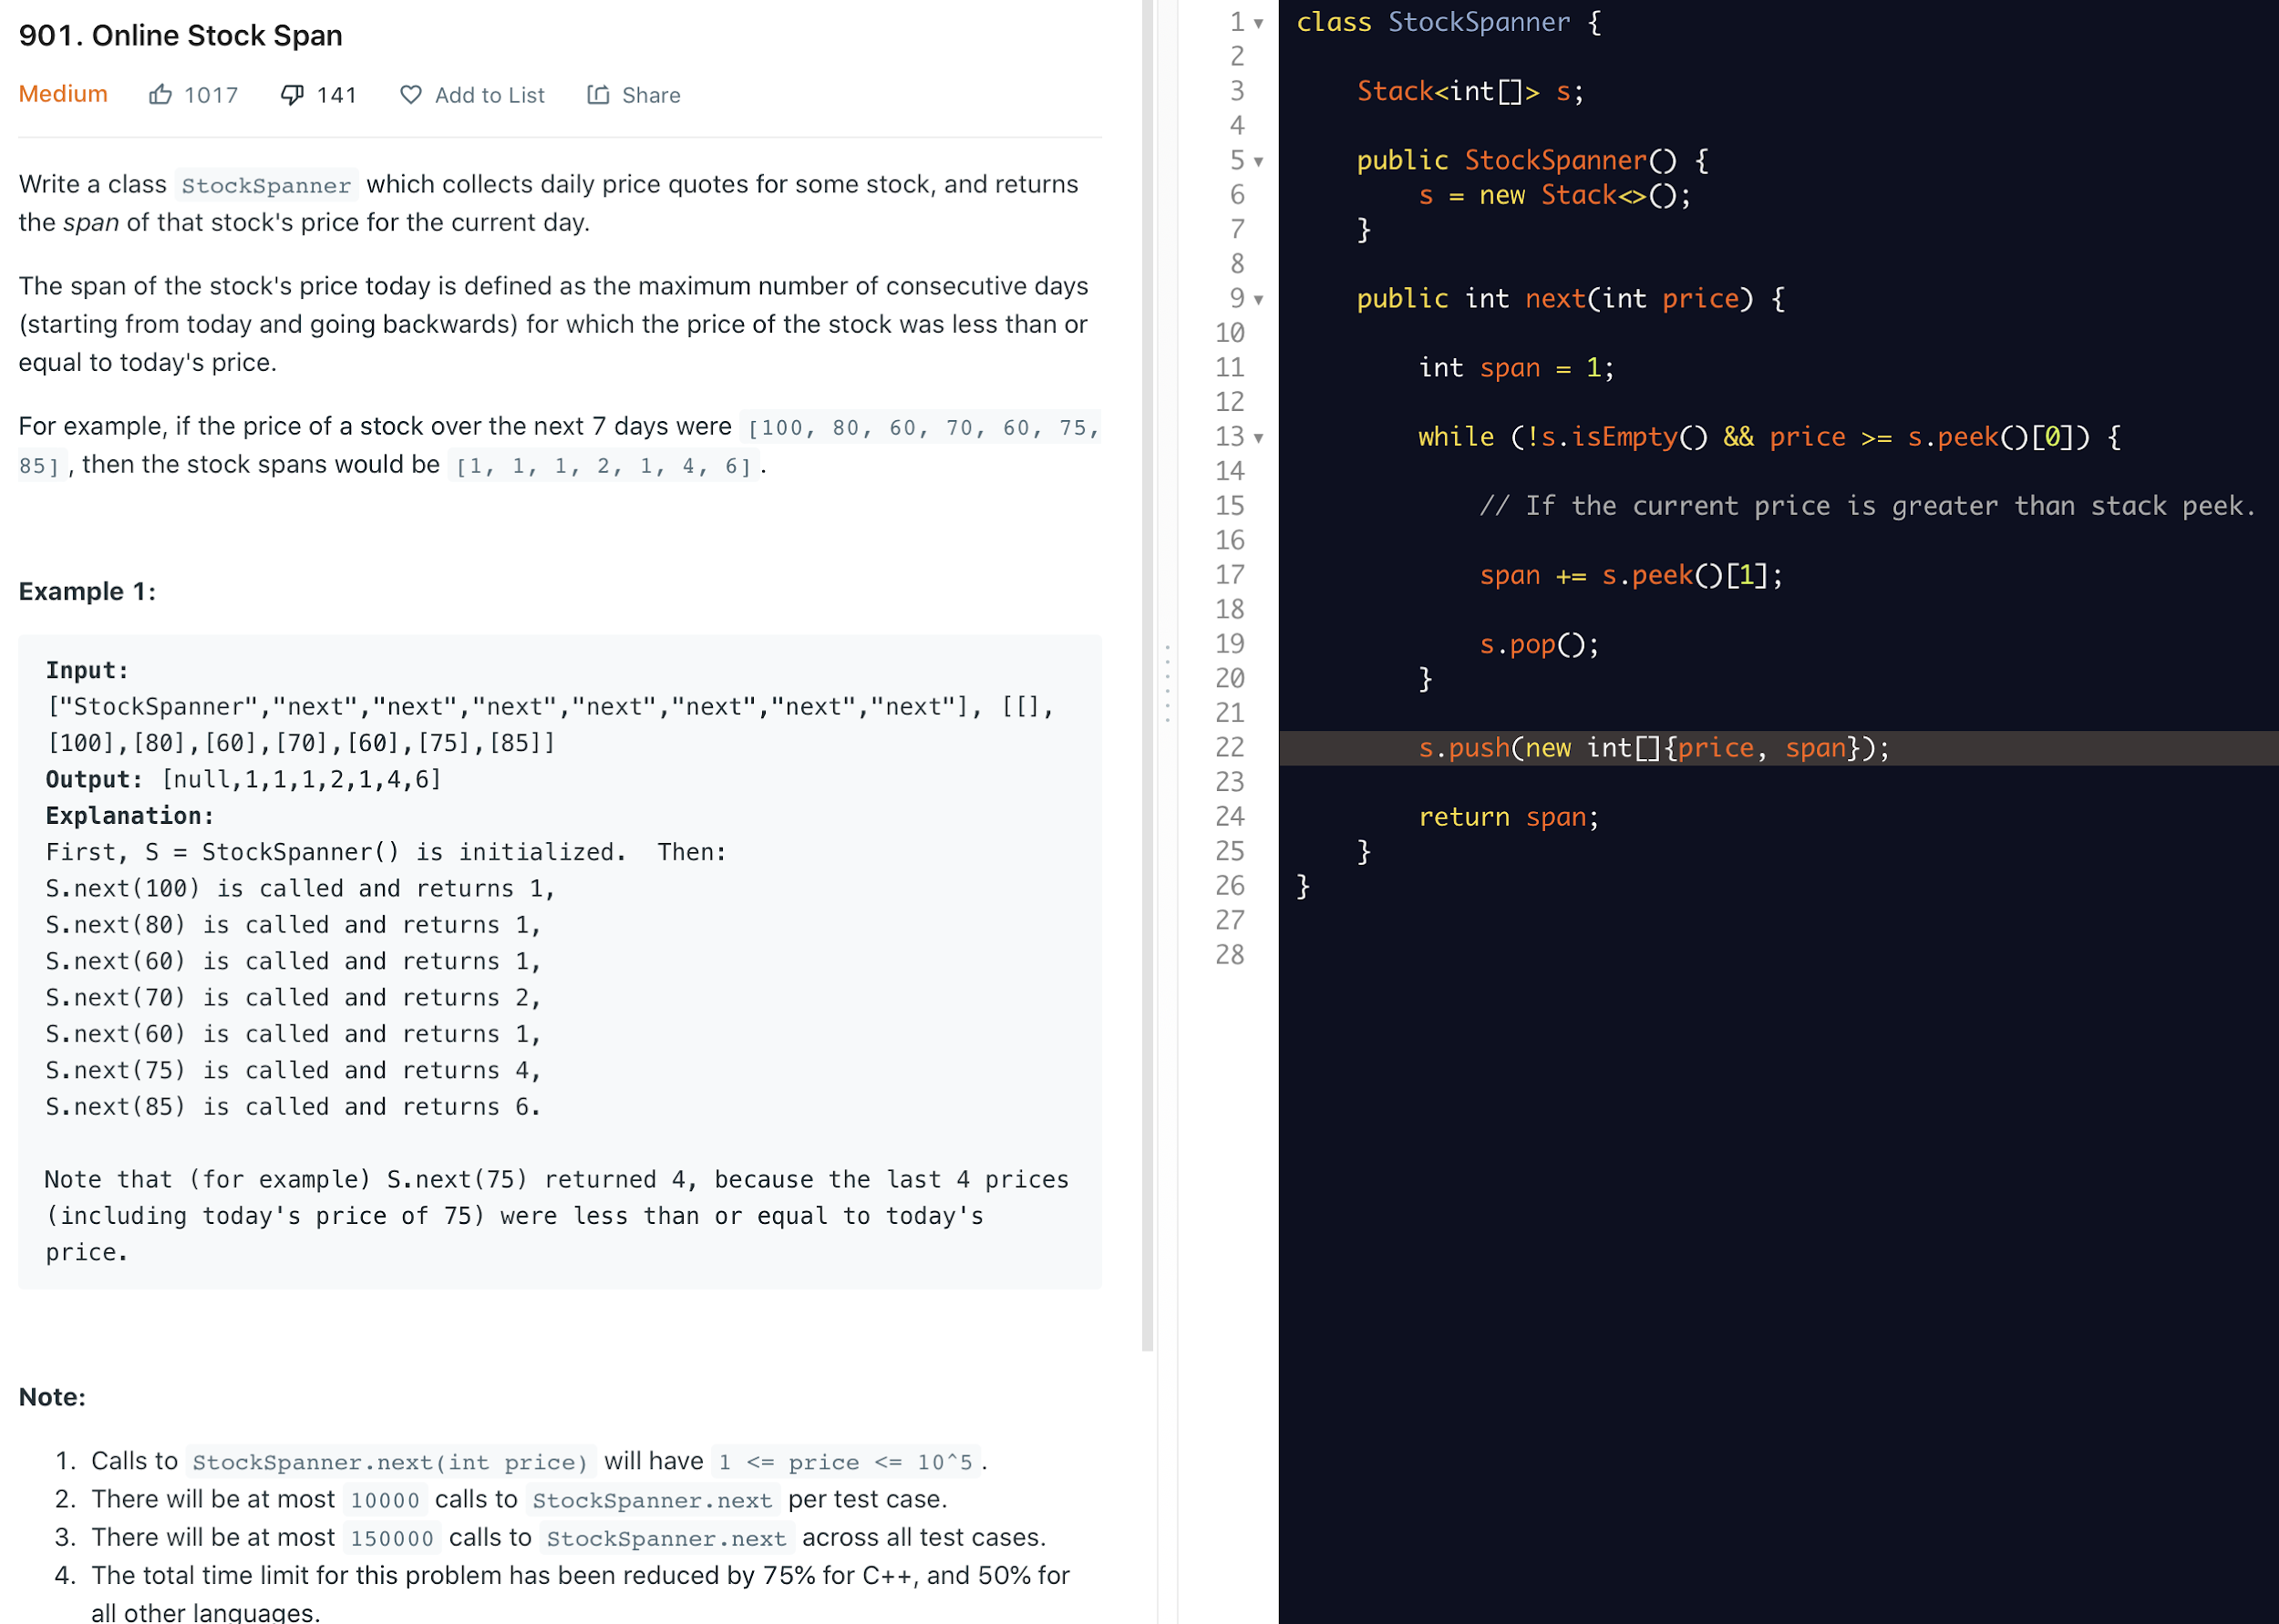 901. Online Stock Span
Medium 1017 141 Add to List Share
Write a class StockSpanner which collects daily price quotes for some stock, and returns
the span of that stock's price for the current day.
The span of the stock's price today is defined as the maximum number of consecutive days
(starting from today and going backwards) for which the price of the stock was less than or
equal to today's price.
For example, if the price of a stock over the next 7 days were [100, 80, 60, 70, 60, 75,
85], then the stock spans would be [1, 1, 1, 2, 1, 4, 6].
Example 1:
Input:
["StockSpanner","next","next","next","next","next","next","next"], [[],
[100],[80],[60],[70],[60],[75],[85]]
Output: [null,1,1,1,2,1,4,6]
Explanation:
First, S = StockSpanner() is initialized.  Then:
S.next(100) is called and returns 1,
S.next(80) is called and returns 1,
S.next(60) is called and returns 1,
S.next(70) is called and returns 2,
S.next(60) is called and returns 1,
S.next(75) is called and returns 4,
S.next(85) is called and returns 6.
Note that (for example) S.next(75) returned 4, because the last 4 prices
(including today's price of 75) were less than or equal to today's
price.
Note:
1. Calls to StockSpanner.next(int price) will have 1 <= price <= 10^5.
2. There will be at most 10000 calls to StockSpanner.next per test case.
3. There will be at most 150000 calls to StockSpanner.next across all test cases.
4. The total time limit for this problem has been reduced by 75% for C++, and 50% for
all other languages.
1 class StockSpanner {
2
3     Stack<int[]> s;
4
5     public StockSpanner() {
6         s = new Stack<>();
7     }
8
9     public int next(int price) {
10
11         int span = 1;
12
13         while (!s.isEmpty() && price >= s.peek()[0]) {
14
15             // If the current price is greater than stack peek.
16
17             span += s.peek()[1];
18
19             s.pop();
20         }
21
22         s.push(new int[]{price, span});
23
24         return span;
25     }
26 }
27
28